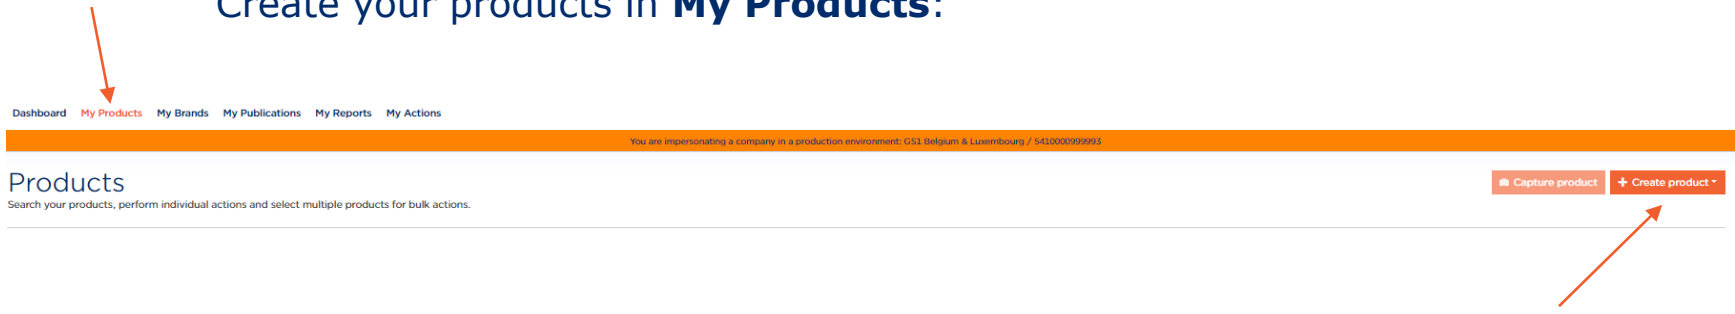 Create your products in My Products:
Dashboard My Products My Brands My Publications My Reports My Actions
You are impersonating a company in a production environment: GS1 Belgium & Luxembourg / 5410000999993
Products
Capture product + Create product
Search your products, perform individual actions and select multiple products for bulk actions.